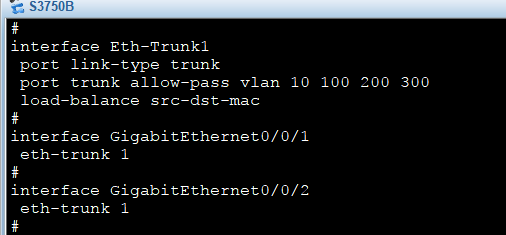 S3750B
#
interface Eth-Trunk1
 port link-type trunk
 port trunk allow-pass vlan 10 100 200 300
 load-balance src-dst-mac
#
interface GigabitEthernet0/0/1
 eth-trunk 1
#
interface GigabitEthernet0/0/2
 eth-trunk 1
#